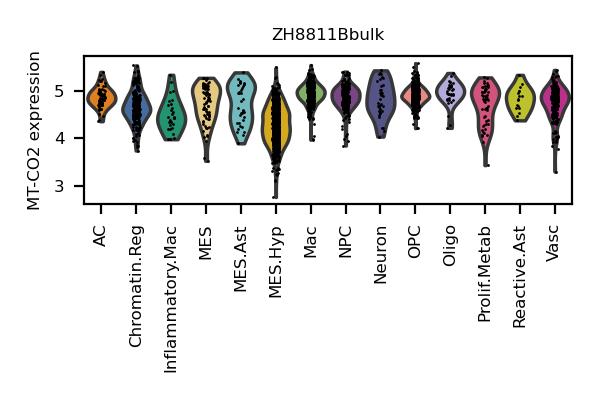 ZH8811Bbulk
MT-CO2 expression
5
4
3
AC
Chromatin.Reg
Inflammatory.Mac
MES
MES.Ast
MES.Hyp
Mac
NPC
Neuron
OPC
Oligo
Prolif.Metab
Reactive.Ast
Vasc